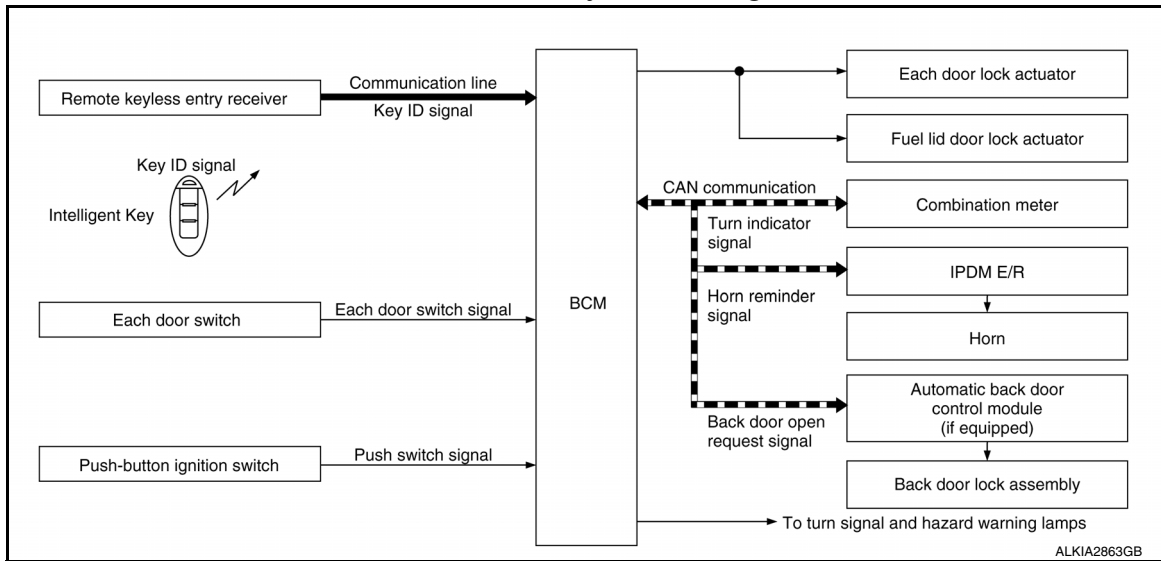 Remote keyless entry receiver
Communication line
Key ID signal
Key ID signal
Intelligent Key
Each door switch
Each door switch signal
Push-button ignition switch
Push switch signal
BCM
Each door lock actuator
Fuel lid door lock actuator
CAN communication
Combination meter
Turn indicator
signal
IPDM E/R
Horn reminder
signal
Horn
Automatic back door
control module
(if equipped)
Back door open
request signal
Back door lock assembly
To turn signal and hazard warning lamps
ALKIA2863GB